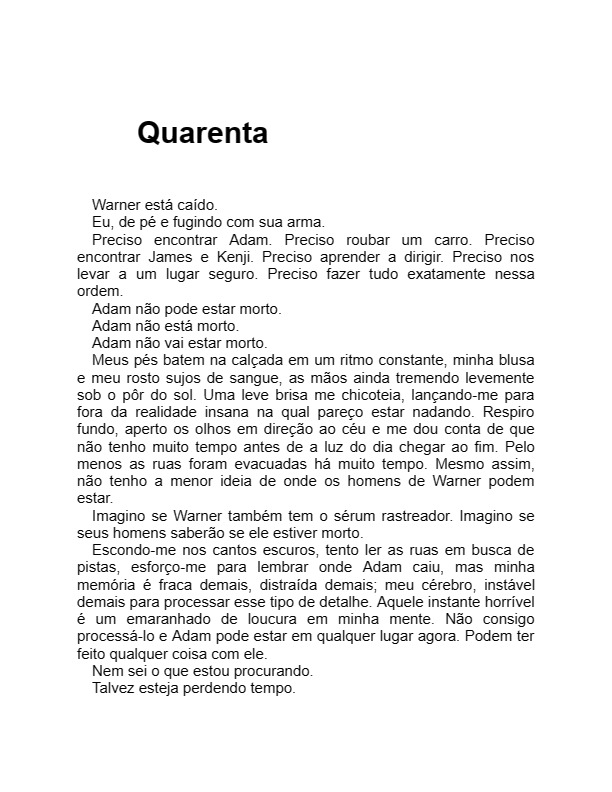 Quarenta
Warner está caído.
Eu, de pé e fugindo com sua arma.
Preciso encontrar Adam. Preciso roubar um carro. Preciso
encontrar James e Kenji. Preciso aprender a dirigir. Preciso nos
levar a um lugar seguro. Preciso fazer tudo exatamente nessa
ordem.
Adam não pode estar morto.
Adam não está morto.
Adam não vai estar morto.
Meus pés batem na calçada em um ritmo constante, minha blusa
e meu rosto sujos de sangue, as mãos ainda tremendo levemente
sob o pôr do sol. Uma leve brisa me chicoteia, lançando-me para
fora da realidade insana na qual pareço estar nadando. Respiro
fundo, aperto os olhos em direção ao céu e me dou conta de que
não tenho muito tempo antes de a luz do dia chegar ao fim. Pelo
menos as ruas foram evacuadas há muito tempo. Mesmo assim,
não tenho a menor ideia de onde os homens de Warner podem
estar.
Imagino se Warner também tem o sérum rastreador. Imagino se
seus homens saberão se ele estiver morto.
Escondo-me nos cantos escuros, tento ler as ruas em busca de
pistas, esforço-me para lembrar onde Adam caiu, mas minha
memória é fraca demais, distraída demais; meu cérebro, instável
demais para processar esse tipo de detalhe. Aquele instante horrível
é um emaranhado de loucura em minha mente. Não consigo
processá-lo e Adam pode estar em qualquer lugar agora. Podem ter
feito qualquer coisa com ele.
Nem sei o que estou procurando.
Talvez esteja perdendo tempo.